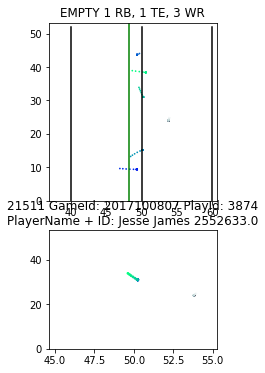 EMPTY 1 RB, 1 TE, 3 WR
50
40
30
20
10
0
40 45 50 55 60
21511 GameId: 2017100807 PlayId: 3874
PlayerName + ID: Jesse James 2552633.0
40
20
0
45.0 47.5 50.0 52.5 55.0